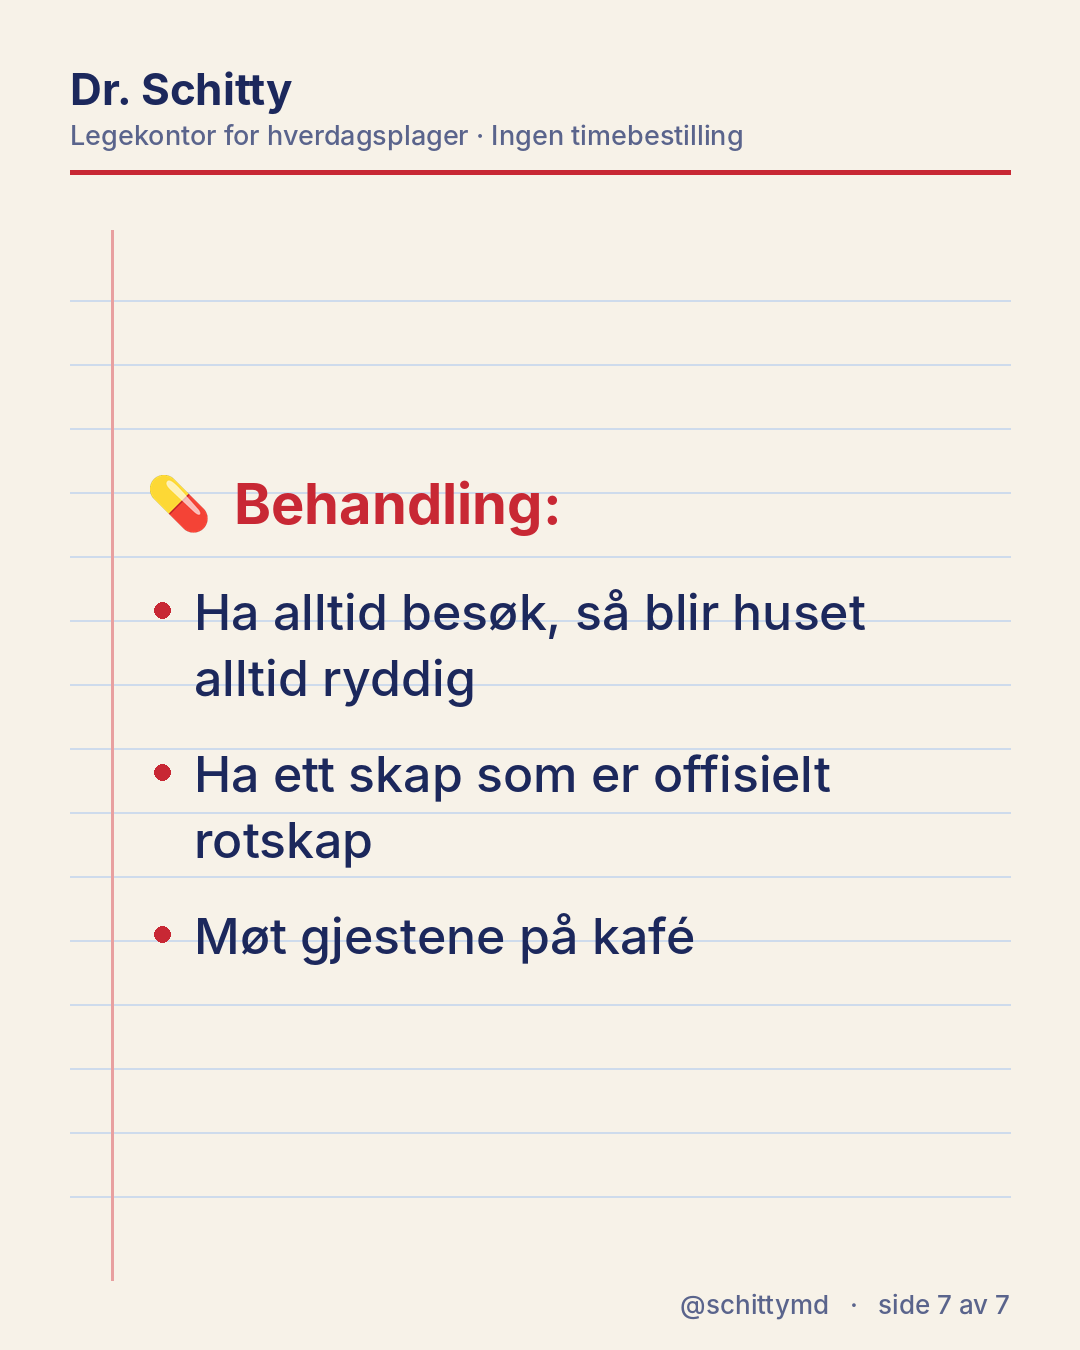 Dr. Schitty
Legekontor for hverdagsplager · Ingen timebestilling
💊 Behandling:
• Ha alltid besøk, så blir huset
alltid ryddig
• Ha ett skap som er offisielt
rotskap
• Møt gjestene på kafé
@schittymd · side 7 av 7